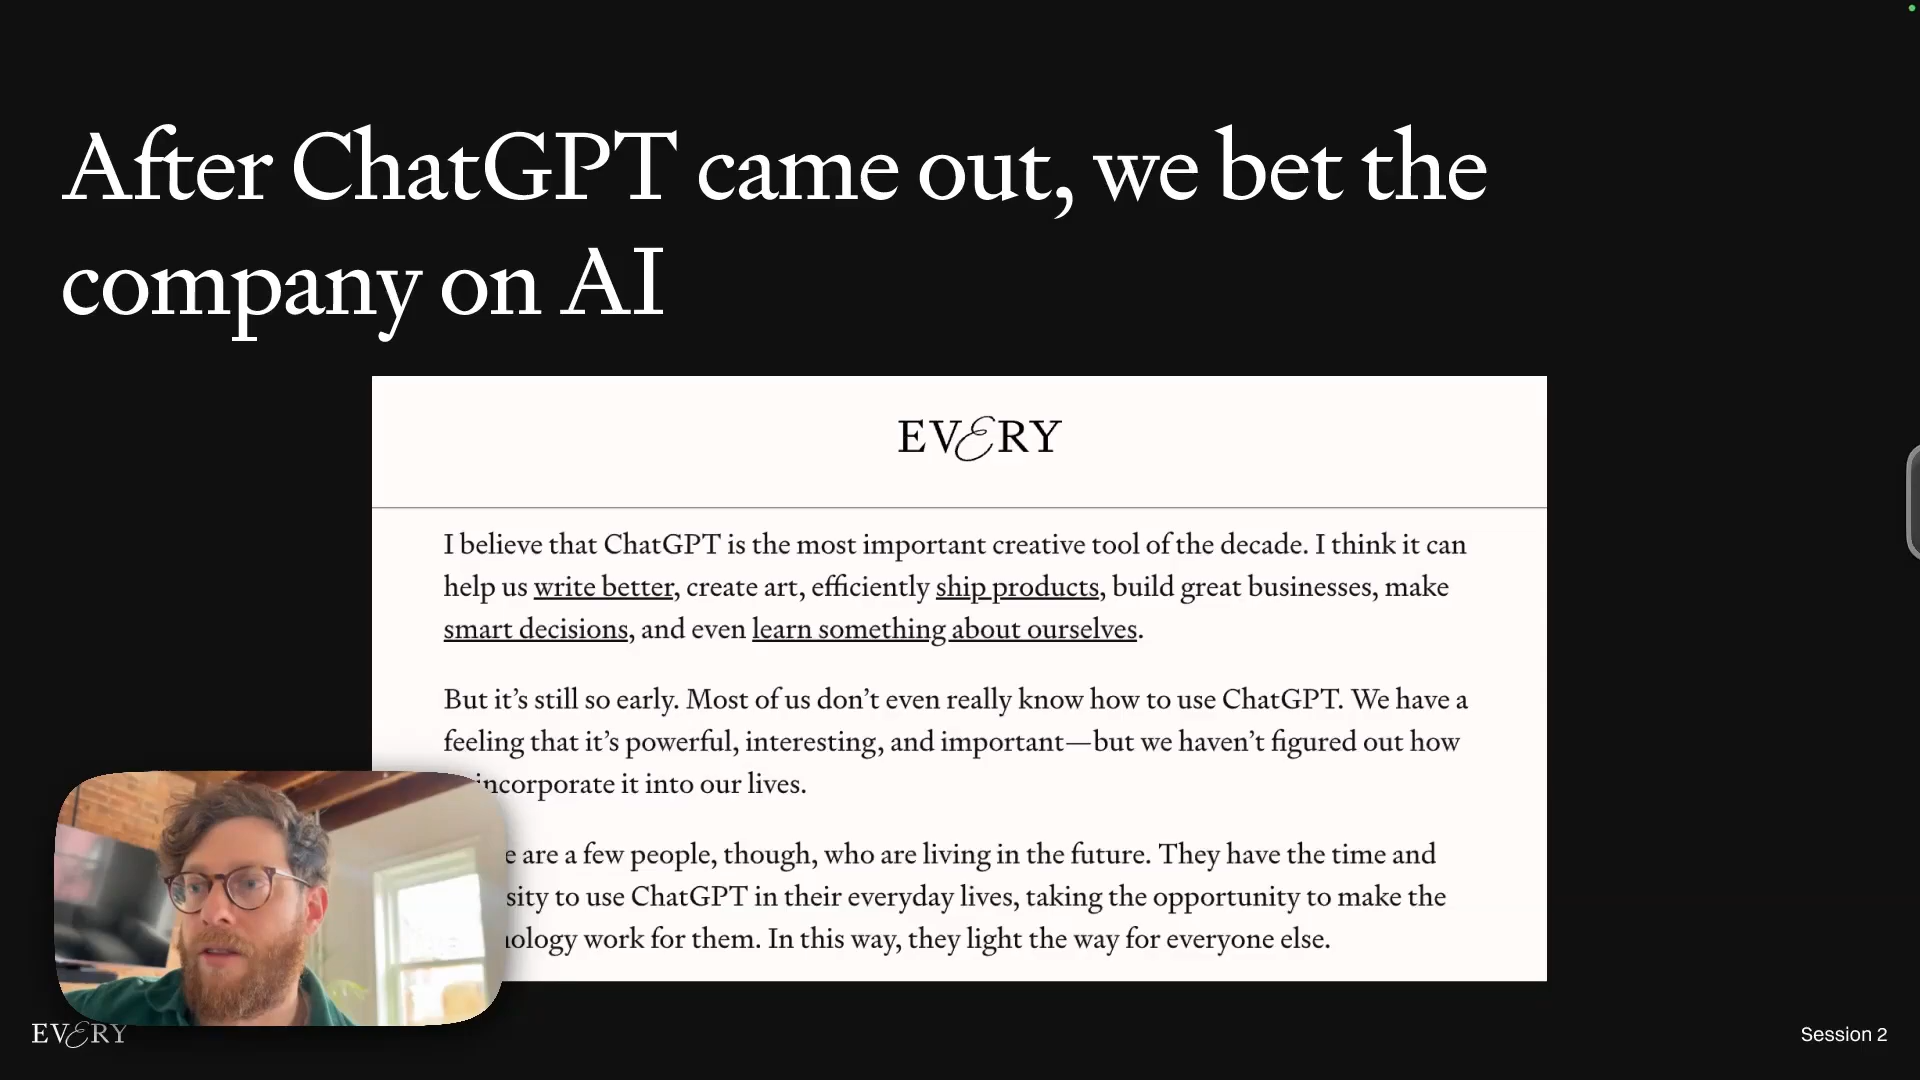 After ChatGPT came out, we bet the
company on AI
EVERY
I believe that ChatGPT is the most important creative tool of the decade. I think it can
help us write better, create art, efficiently ship products, build great businesses, make
smart decisions, and even learn something about ourselves.
But it’s still so early. Most of us don’t even really know how to use ChatGPT. We have a
feeling that it’s powerful, interesting, and important—but we haven’t figured out how
incorporate it into our lives.
are a few people, though, who are living in the future. They have the time and
to use ChatGPT in their everyday lives, taking the opportunity to make the
work for them. In this way, they light the way for everyone else.
EVERY
Session 2